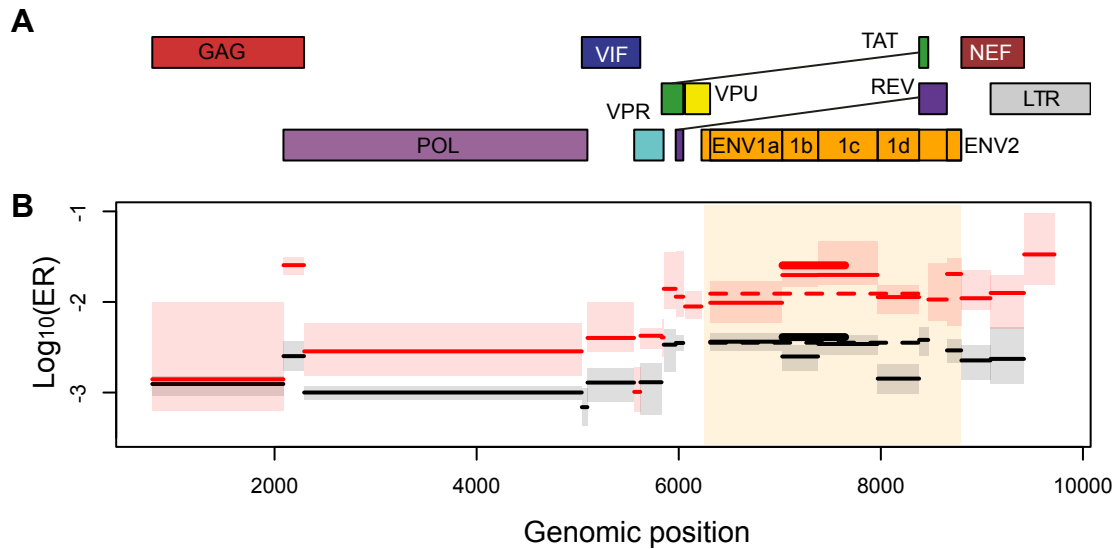 A
GAG
VIF
TAT
NEF
VPR
VPU
REV
LTR
POL
ENV1a
1b
1c
1d
ENV2
B
Log10(ER)
-1
-2
-3
2000
4000
6000
8000
10000
Genomic position